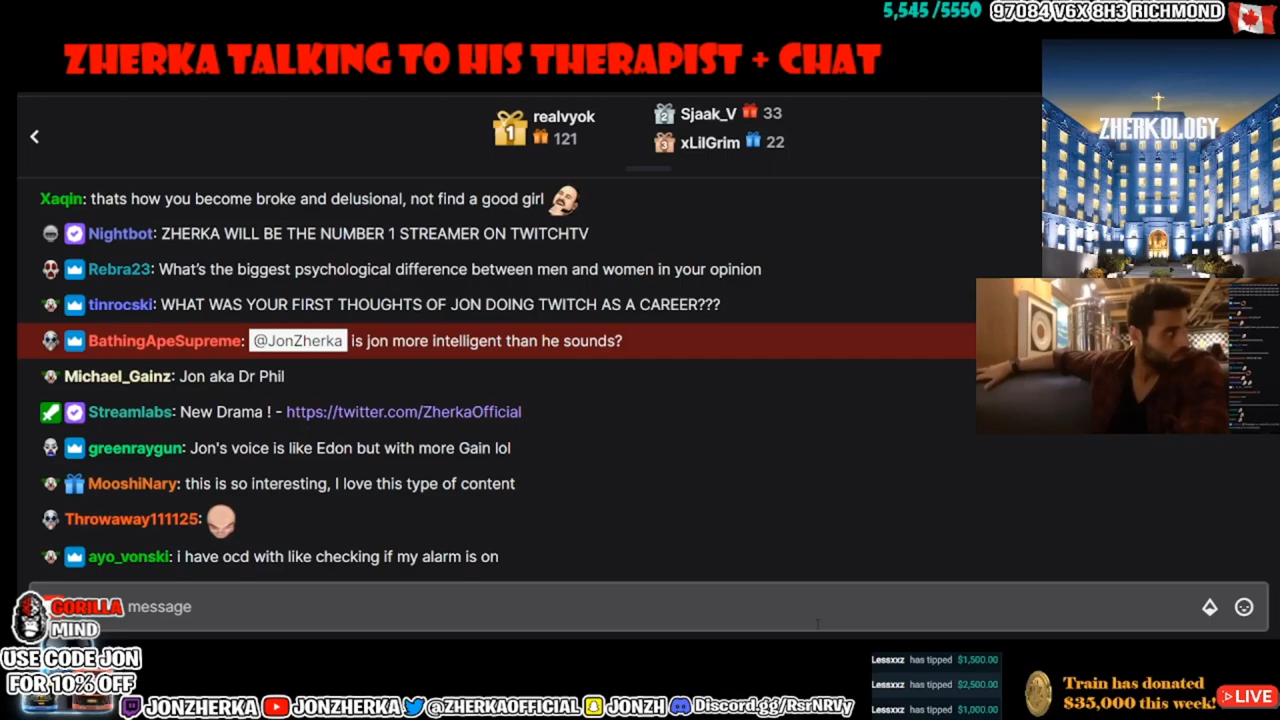 5,545 /5550
97084 V6X 8H3 RICHMOND
ZHERKA TALKING TO HIS THERAPIST + CHAT
ZHERKOLOGY
1 realvyok
121
2 Sjaak_V 33
3 xLilGrim 22
Xaqin: thats how you become broke and delusional, not find a good girl
Nightbot: ZHERKA WILL BE THE NUMBER 1 STREAMER ON TWITCHTV
Rebra23: What's the biggest psychological difference between men and women in your opinion
tinrocski: WHAT WAS YOUR FIRST THOUGHTS OF JON DOING TWITCH AS A CAREER???
BathingApeSupreme: @JonZherka is jon more intelligent than he sounds?
Michael_Gainz: Jon aka Dr Phil
Streamlabs: New Drama ! - https://twitter.com/ZherkaOfficial
greenraygun: Jon's voice is like Edon but with more Gain lol
MooshiNary: this is so interesting, I love this type of content
Throwaway111125:
ayo_vonski: i have ocd with like checking if my alarm is on
message
GORILLA
MIND
USE CODE JON
FOR 10% OFF
JONZHERKA JONZHERKA @ZHERKAOFFICIAL JONZH Discord.gg/RsrNRVy
Lessxxz has tipped $1,500.00
Lessxxz has tipped $2,500.00
Lessxxz has tipped $1,000.00
Train has donated
$35,000 this week!
LIVE